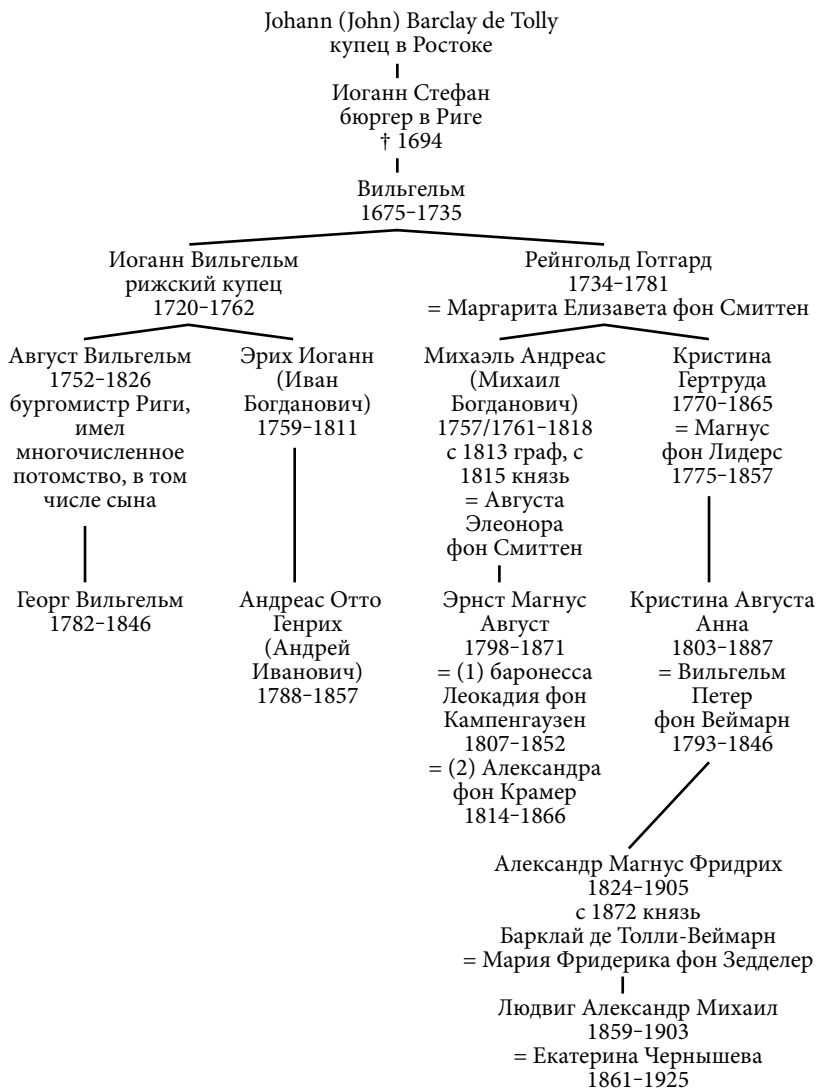 Johann (John) Barclay de Tolly
купец в Ростоке
Иоганн Стефан
бюргер в Риге
† 1694
Вильгельм
1675–1735
Иоганн Вильгельм
рижский купец
1720–1762
Рейнгольд Готгард
1734–1781
= Маргарита Елизавета фон Смиттен
Август Вильгельм
1752–1826
бургомистр Риги,
имел
многочисленное
потомство, в том
числе сына
Эрих Иоганн
(Иван
Богданович)
1759–1811
Михаэль Андреас
(Михаил
Богданович)
1757/1761–1818
с 1813 граф, с
1815 князь
= Августа
Элеонора
фон Смиттен
Кристина
Гертруда
1770–1865
= Магнус
фон Лидерс
1775–1857
Георг Вильгельм
1782–1846
Андреас Отто
Генрих
(Андрей
Иванович)
1788–1857
Эрнст Магнус
Август
1798–1871
= (1) баронесса
Леокадия фон
Кампенгаузен
1807–1852
= (2) Александра
фон Крамер
1814–1866
Кристина Августа
Анна
1803–1887
= Вильгельм
Петер
фон Веймарн
1793–1846
Александр Магнус Фридрих
1824–1905
с 1872 князь
Барклай де Толли-Веймарн
= Мария Фридерика фон Зедделер
Людвиг Александр Михаил
1859–1903
= Екатерина Чернышева
1861–1925